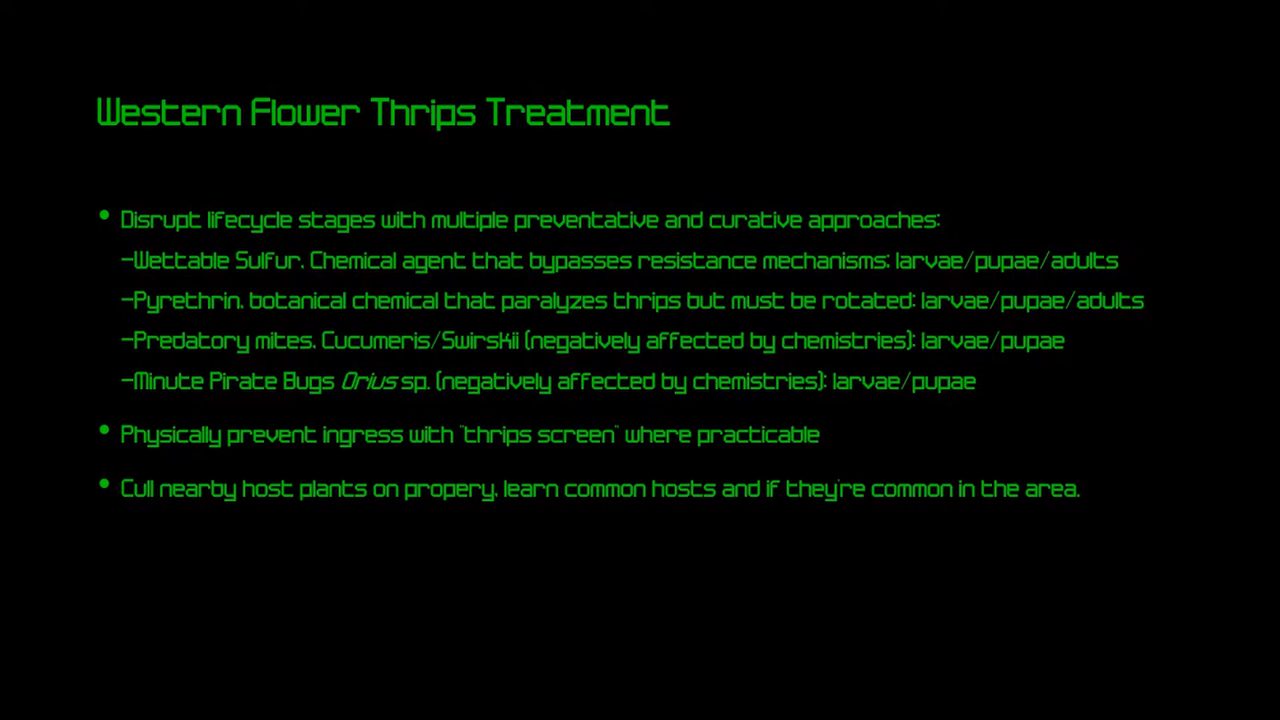 Western Flower Thrips Treatment
• Disrupt lifecycle stages with multiple preventative and curative approaches:
-Wettable Sulfur. Chemical agent that bypasses resistance mechanisms: larvae/pupae/adults
-Pyrethrin. botanical chemical that paralyzes thrips but must be rotated: larvae/pupae/adults
-Predatory mites. Cucumeris/Swirskii (negatively affected by chemistries): larvae/pupae
-Minute Pirate Bugs Orius sp. (negatively affected by chemistries): larvae/pupae
• Physically prevent ingress with "thrips screen" where practicable
• Cull nearby host plants on propery, learn common hosts and if they're common in the area.